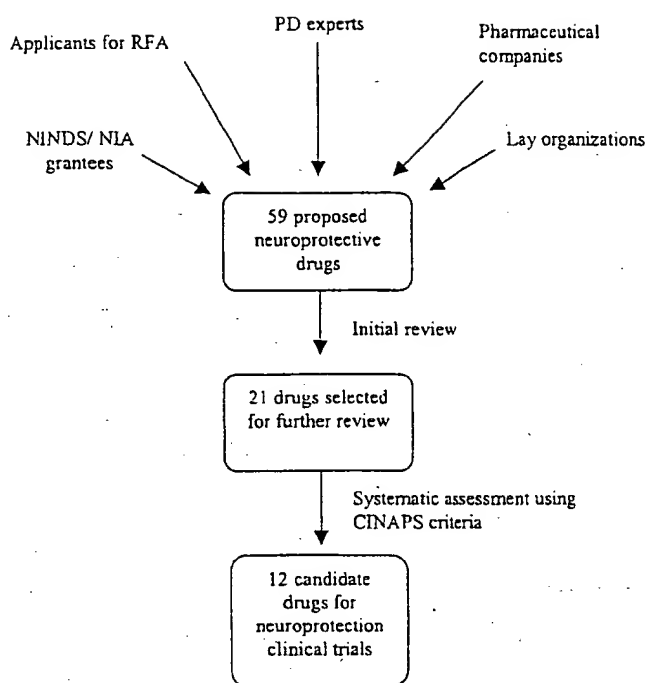 PD experts
Applicants for RFA
Pharmaceutical
companies
NINDS/ NIA
grantees
Lay organizations
59 proposed
neuroprotective
drugs
Initial review
21 drugs selected
for further review
Systematic assessment using
CINAPS criteria
12 candidate
drugs for
neuroprotection
clinical trials